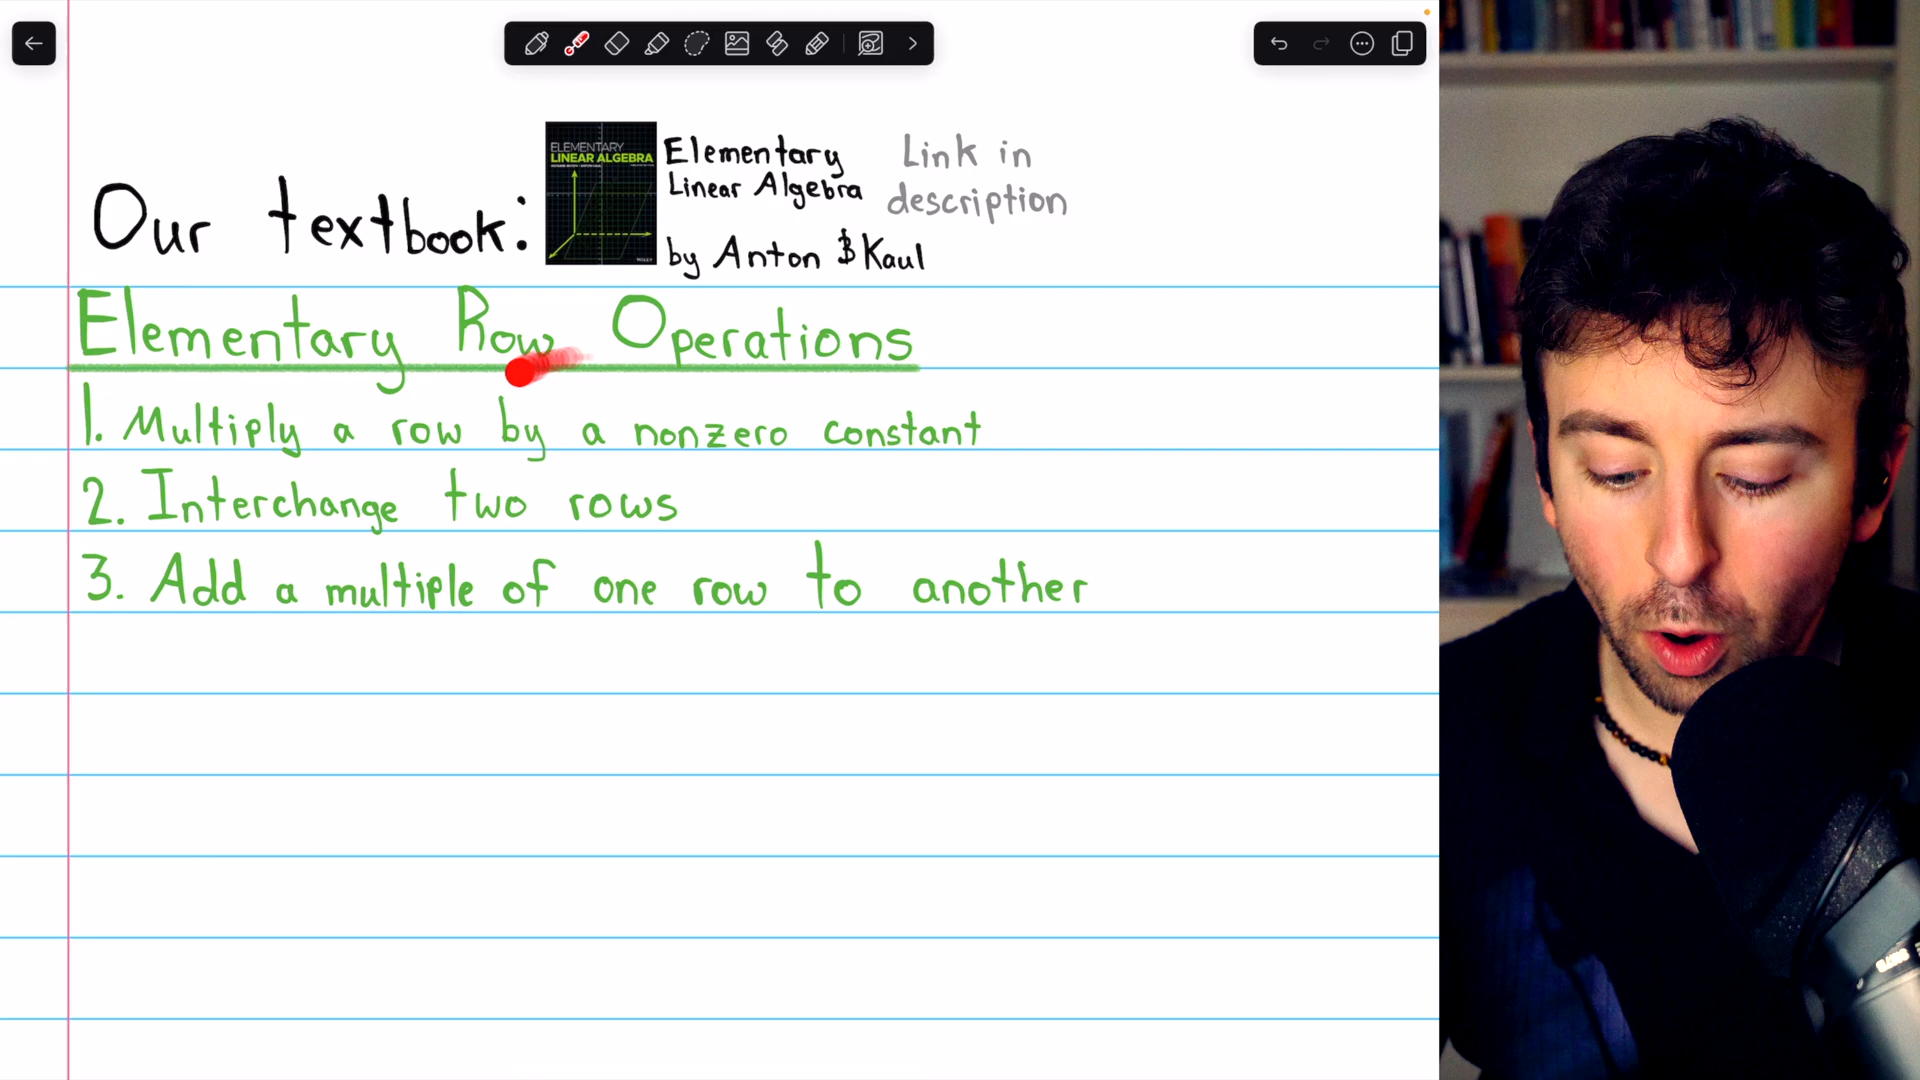 ELEMENTARY
LINEAR ALGEBRA
Our textbook:
Elementary
Linear Algebra
by Anton & Kaul
Link in
description
Elementary Row Operations
1. Multiply a row by a nonzero constant
2. Interchange two rows
3. Add a multiple of one row to another